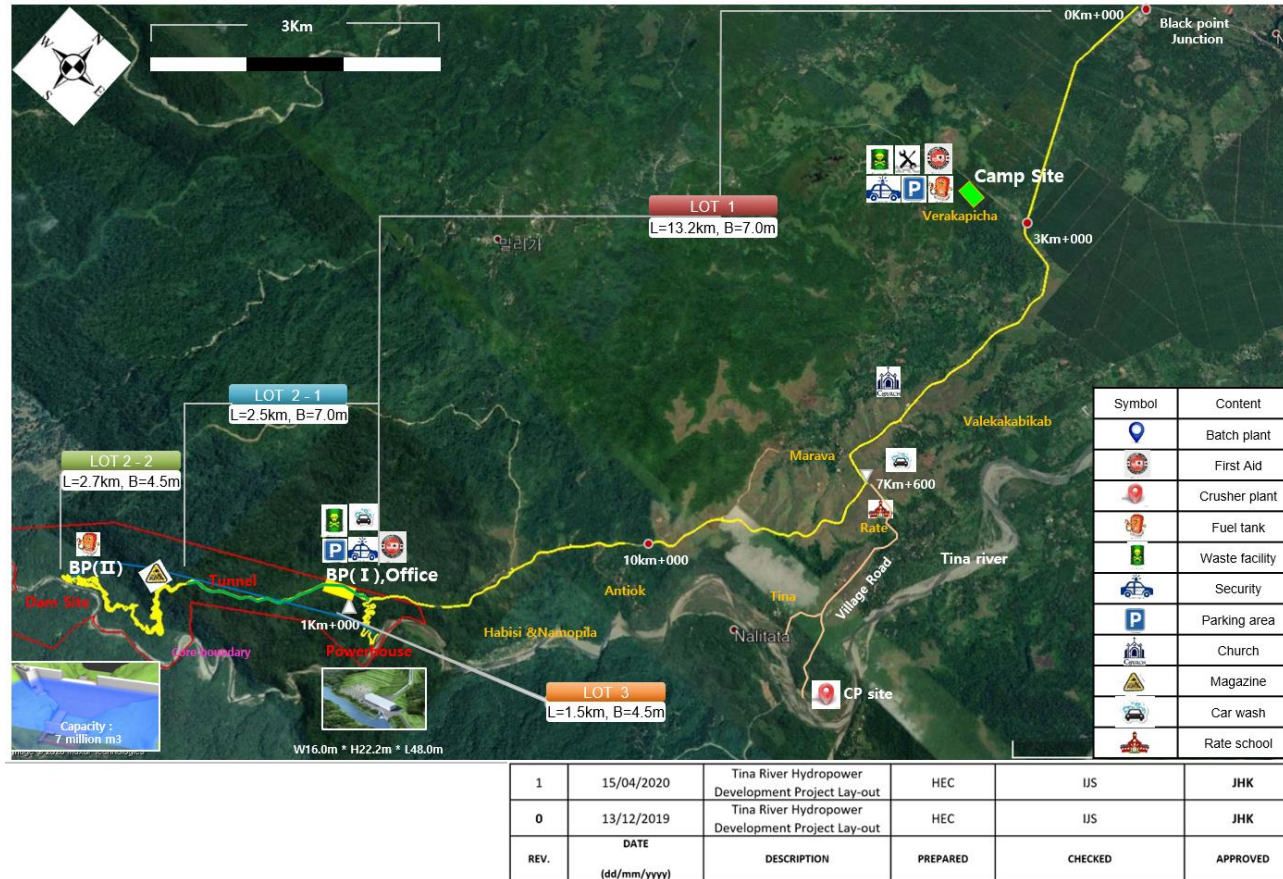 3Km
W
N
S
E
0Km+000
Black point
Junction
LOT 1
L=13.2km, B=7.0m
Camp Site
Verakapicha
3Km+000
말리가
LOT 2 - 1
L=2.5km, B=7.0m
LOT 2 - 2
L=2.7km, B=4.5m
CHURCH
Valekakabikab
Marava
7Km+600
Rate
BP(Ⅱ)
BP(Ⅰ),Office
Tunnel
Dam Site
1Km+000
10km+000
Antiok
Tina
Tina river
Village Road
Habisi &Namopila
Nalitata
Core boundary
Powerhouse
LOT 3
L=1.5km, B=4.5m
CP site
Capacity :
7 million m3
W16.0m * H22.2m * L48.0m
Symbol Content
Batch plant
First Aid
Crusher plant
Fuel tank
Waste facility
Security
P Parking area
CHURCH Church
Magazine
Car wash
Rate school
1 15/04/2020 Tina River Hydropower Development Project Lay-out HEC IJS JHK
0 13/12/2019 Tina River Hydropower Development Project Lay-out HEC IJS JHK
REV. DATE (dd/mm/yyyy) DESCRIPTION PREPARED CHECKED APPROVED